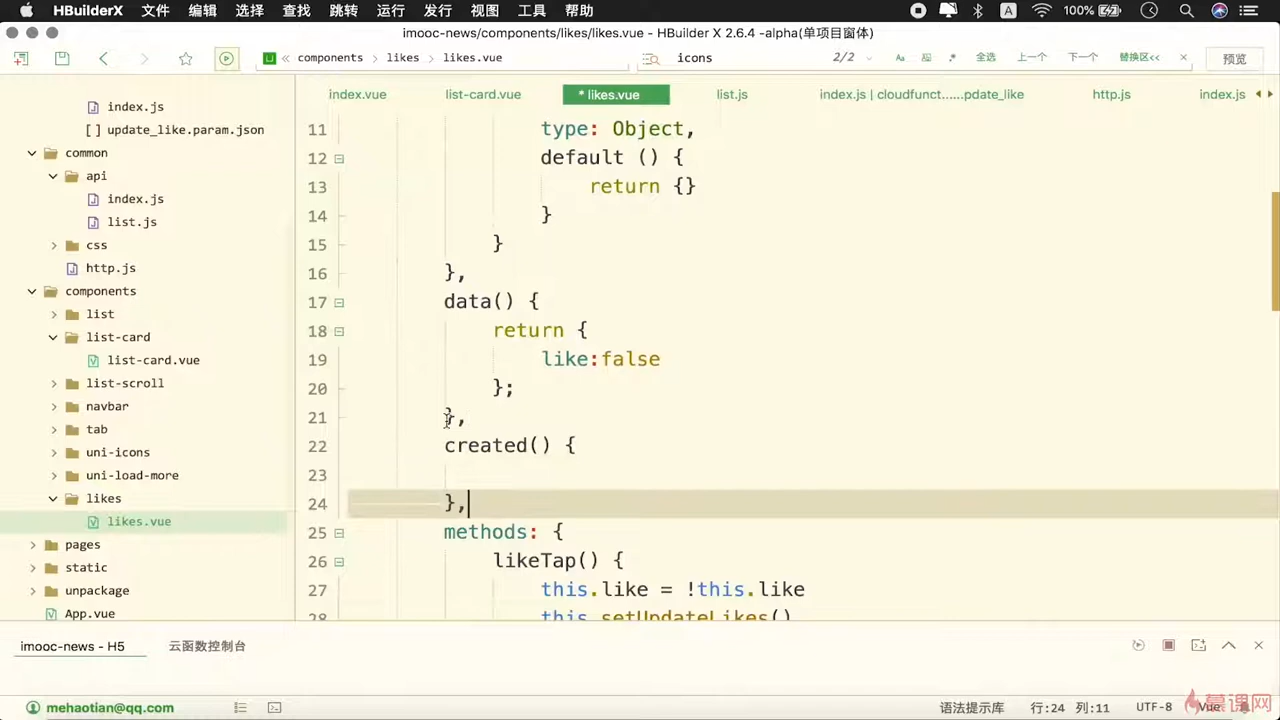 HBuilderX 文件 编辑 选择 查找 跳转 运行 发行 视图 工具 帮助 100%
imooc-news/components/likes/likes.vue - HBuilder X 2.6.4 -alpha(单项目窗体)
components likes likes.vue icons 2/2 全选 上一个 下一个 替换区<< 预览
index.vue list-card.vue * likes.vue list.js index.js | cloudfunct......pdate_like http.js index.js
index.js
[ ] update_like.param.json
common
api
index.js
list.js
css
http.js
components
list
list-card
list-card.vue
list-scroll
navbar
tab
uni-icons
uni-load-more
likes
likes.vue
pages
static
unpackage
App.vue
11 type: Object,
12 default () {
13 return {}
14 }
15 }
16 },
17 data() {
18 return {
19 like:false
20 };
21 },
22 created() {
23
24 },
25 methods: {
26 likeTap() {
27 this.like = !this.like
28 this.setUpdateLikes()
imooc-news - H5 云函数控制台
mehaotian@qq.com 语法提示库 行:24 列:11 UTF-8 Vue
慕课网